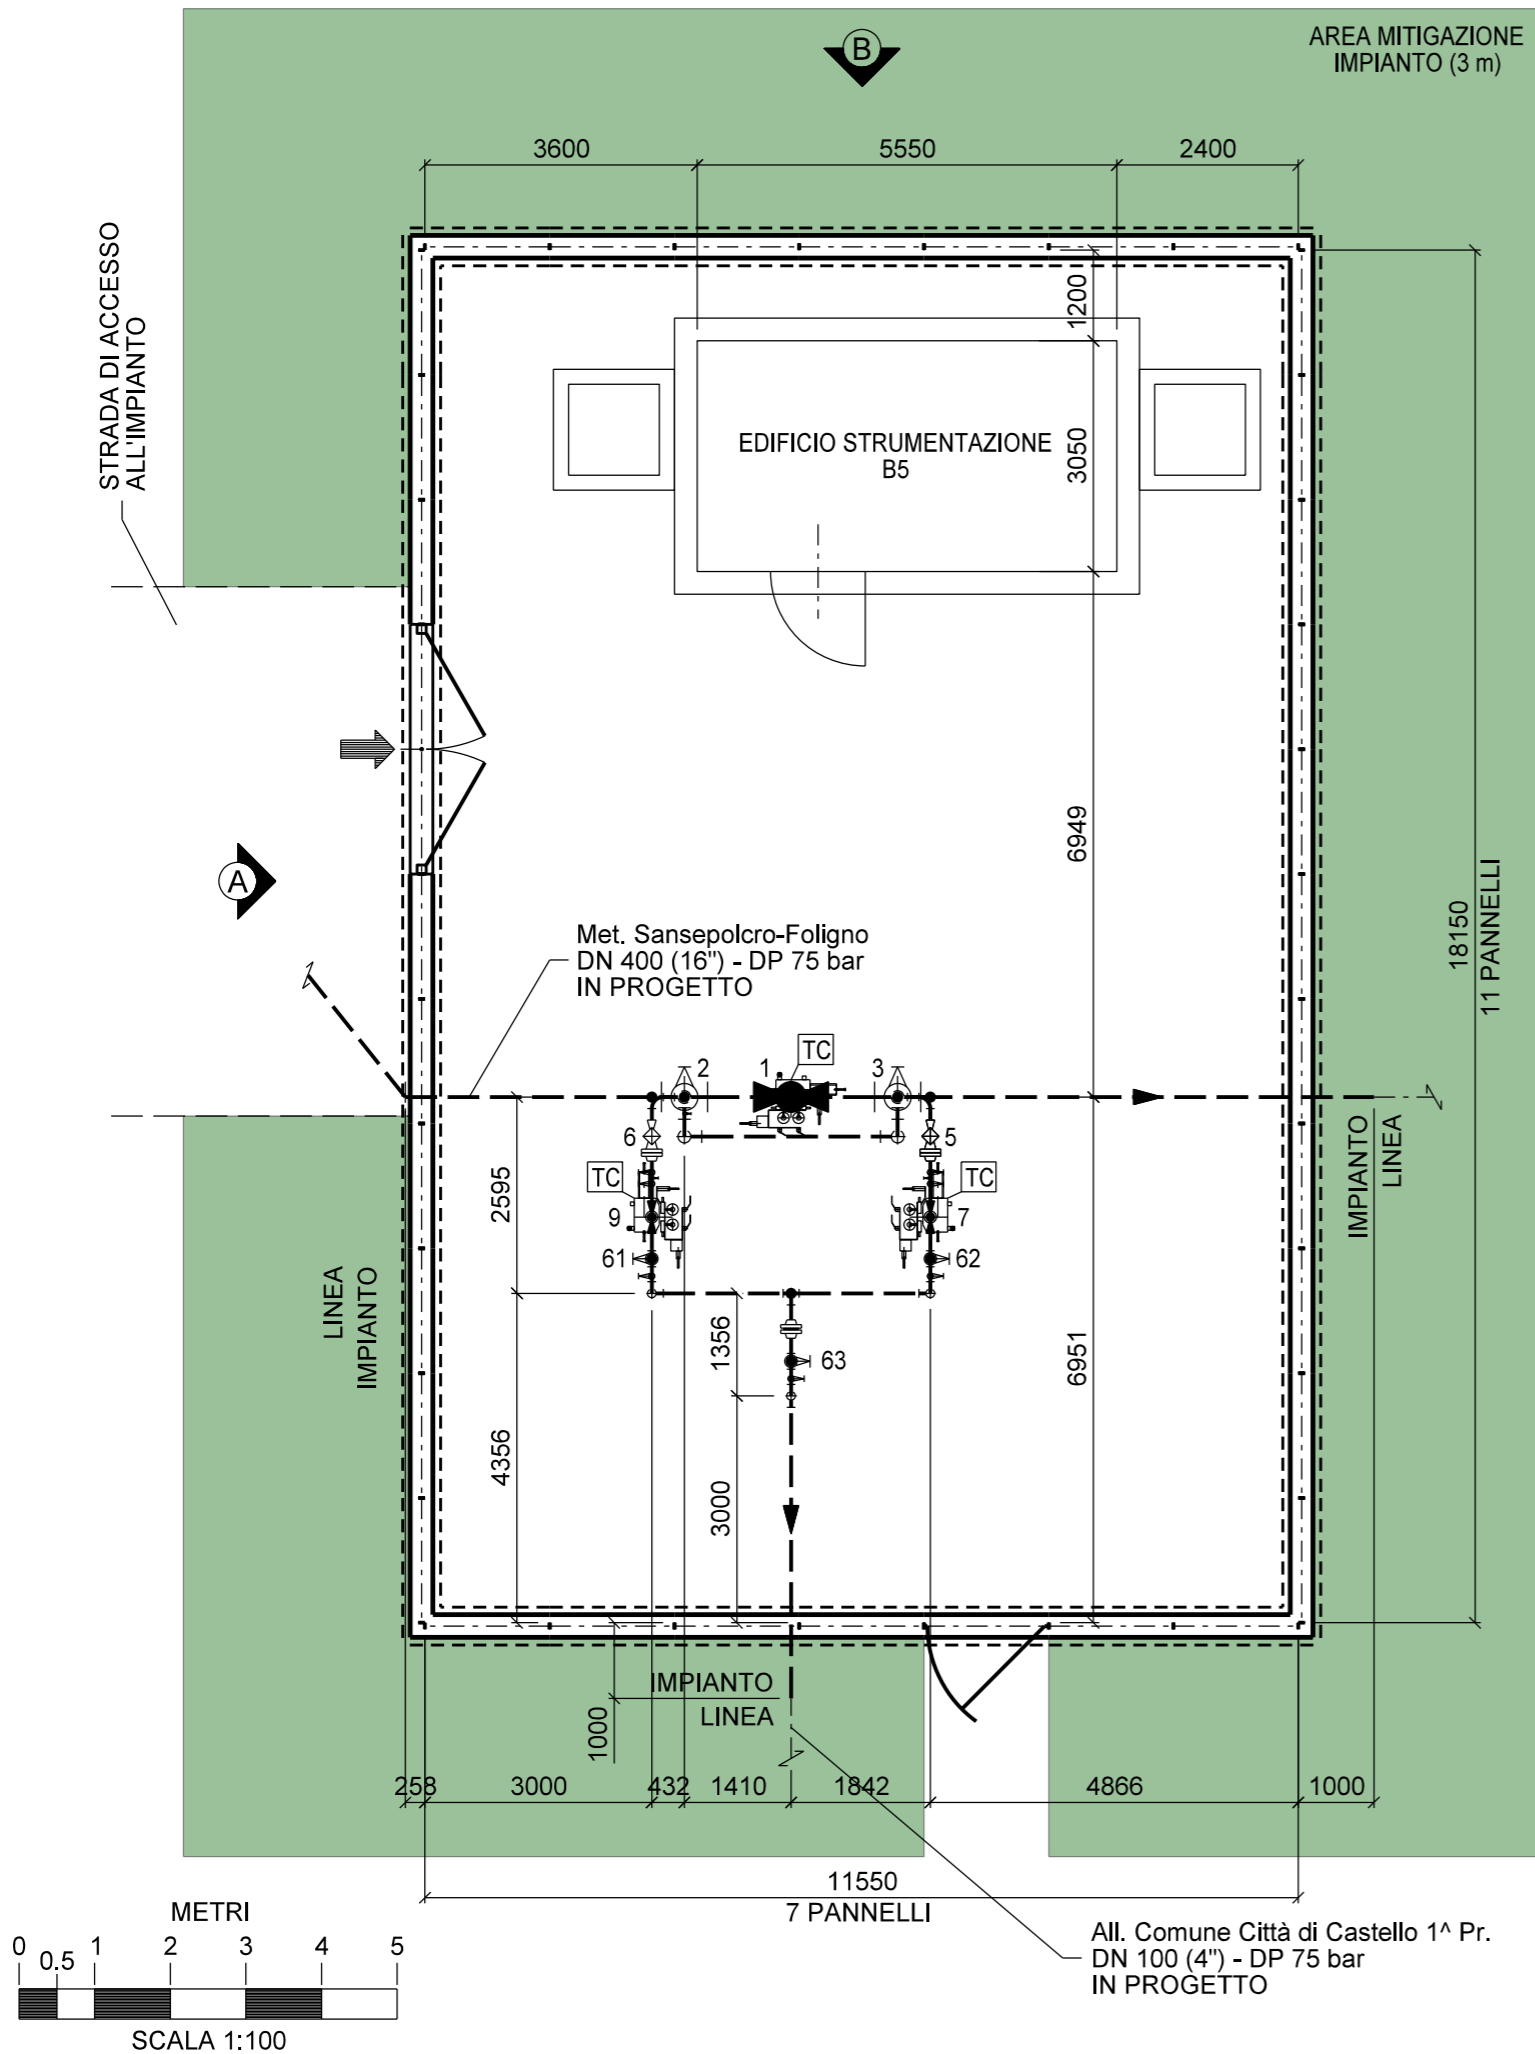 AREA MITIGAZIONE
IMPIANTO (3 m)
B
3600
5550
2400
STRADA DI ACCESSO
ALL'IMPIANTO
1200
EDIFICIO STRUMENTAZIONE
B5
3050
6949
A
18150
11 PANNELLI
Met. Sansepolcro-Foligno
DN 400 (16") - DP 75 bar
IN PROGETTO
TC
2
1
3
6
5
TC
TC
9
7
61
62
2595
IMPIANTO
LINEA
LINEA
IMPIANTO
1356
63
6951
4356
3000
IMPIANTO
LINEA
1000
258
3000
432
1410
1842
4866
1000
11550
7 PANNELLI
METRI
0
0.5
1
2
3
4
5
SCALA 1:100
All. Comune Città di Castello 1^ Pr.
DN 100 (4") - DP 75 bar
IN PROGETTO